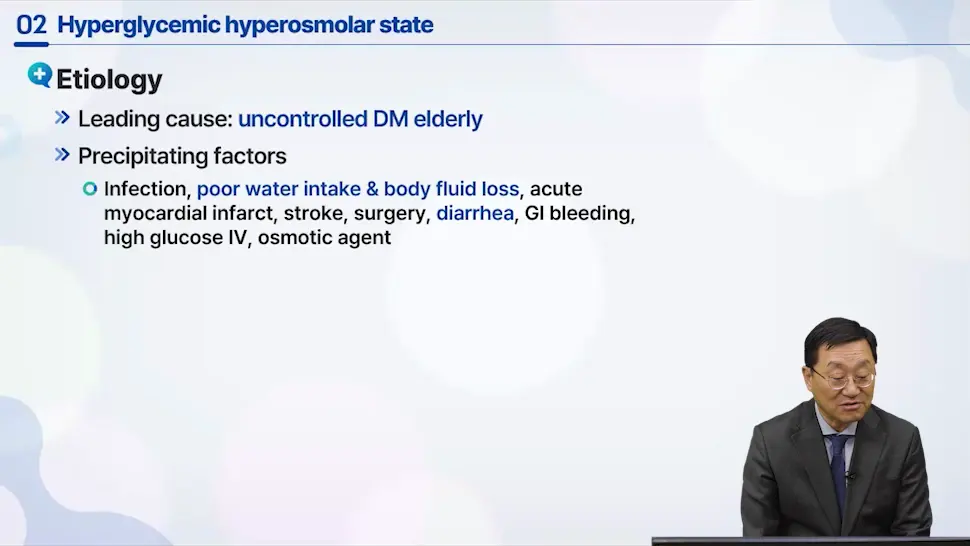 02 Hyperglycemic hyperosmolar state
Etiology
Leading cause: uncontrolled DM elderly
Precipitating factors
Infection, poor water intake & body fluid loss, acute
myocardial infarct, stroke, surgery, diarrhea, GI bleeding,
high glucose IV, osmotic agent